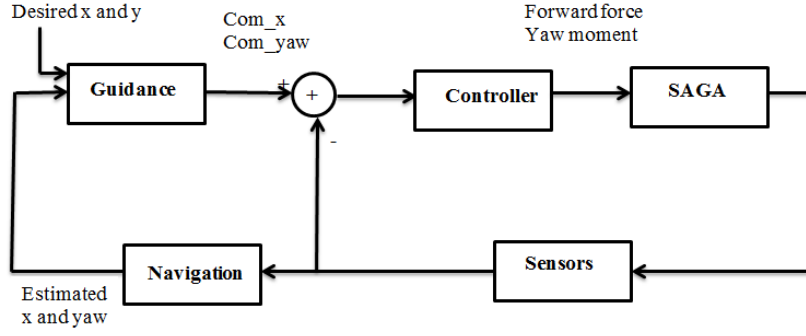 Desired x and y
Com_x
Com_yaw
Forward force
Yaw moment
Guidance
+
+
Controller
SAGA
-
Navigation
Sensors
Estimated
x and yaw